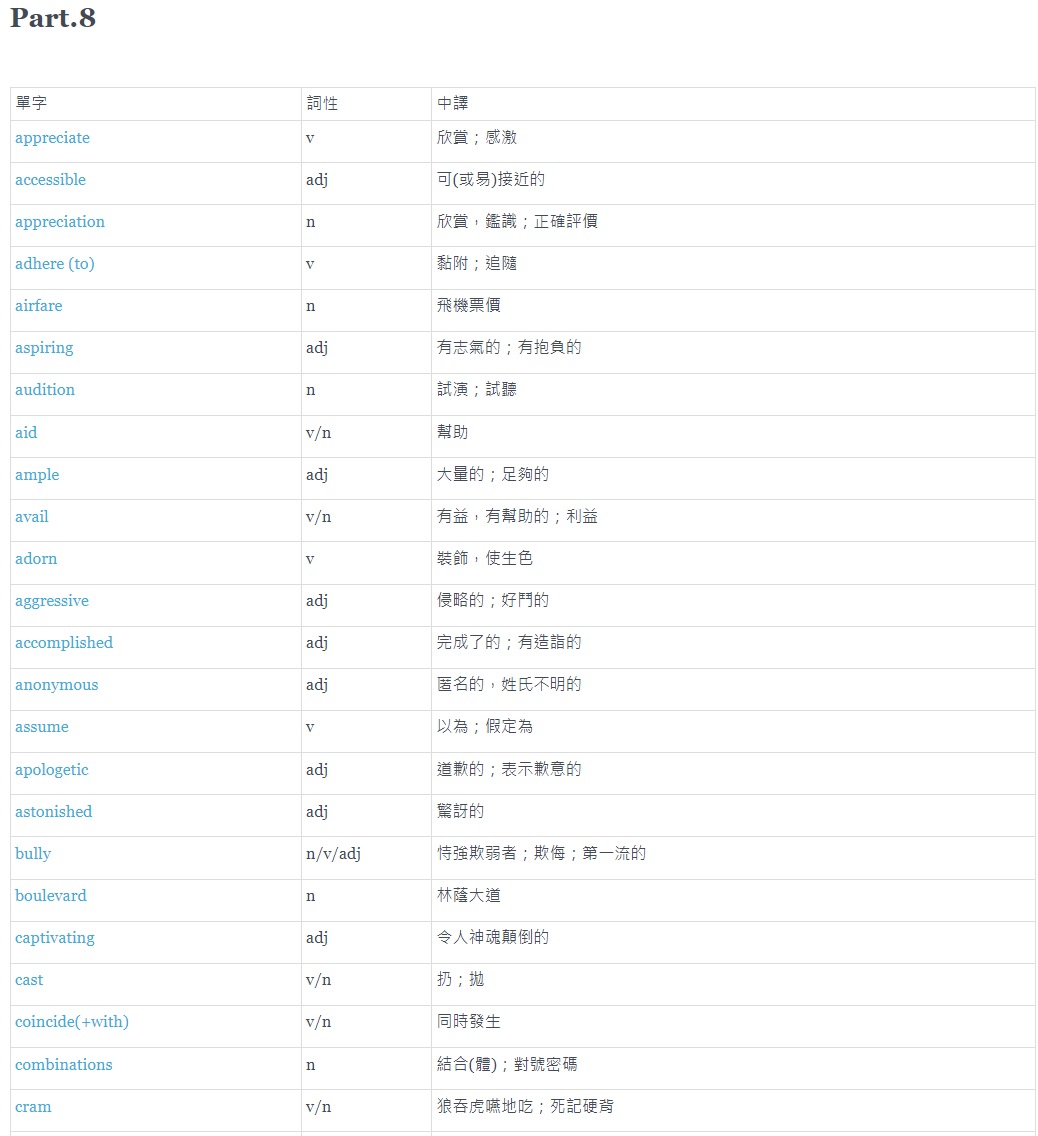 Part.8
單字 詞性 中譯
appreciate v 欣賞；感激
accessible adj 可(或易)接近的
appreciation n 欣賞，鑑識；正確評價
adhere (to) v 黏附；追隨
airfare n 飛機票價
aspiring adj 有志氣的；有抱負的
audition n 試演；試聽
aid v/n 幫助
ample adj 大量的；足夠的
avail v/n 有益，有幫助的；利益
adorn v 裝飾，使生色
aggressive adj 侵略的；好鬥的
accomplished adj 完成了的；有造詣的
anonymous adj 匿名的，姓氏不明的
assume v 以為；假定為
apologetic adj 道歉的；表示歉意的
astonished adj 驚訝的
bully n/v/adj 恃強欺弱者；欺侮；第一流的
boulevard n 林蔭大道
captivating adj 令人神魂顛倒的
cast v/n 扔；拋
coincide(+with) v/n 同時發生
combinations n 結合(體)；對號密碼
cram v/n 狼吞虎嚥地吃；死記硬背